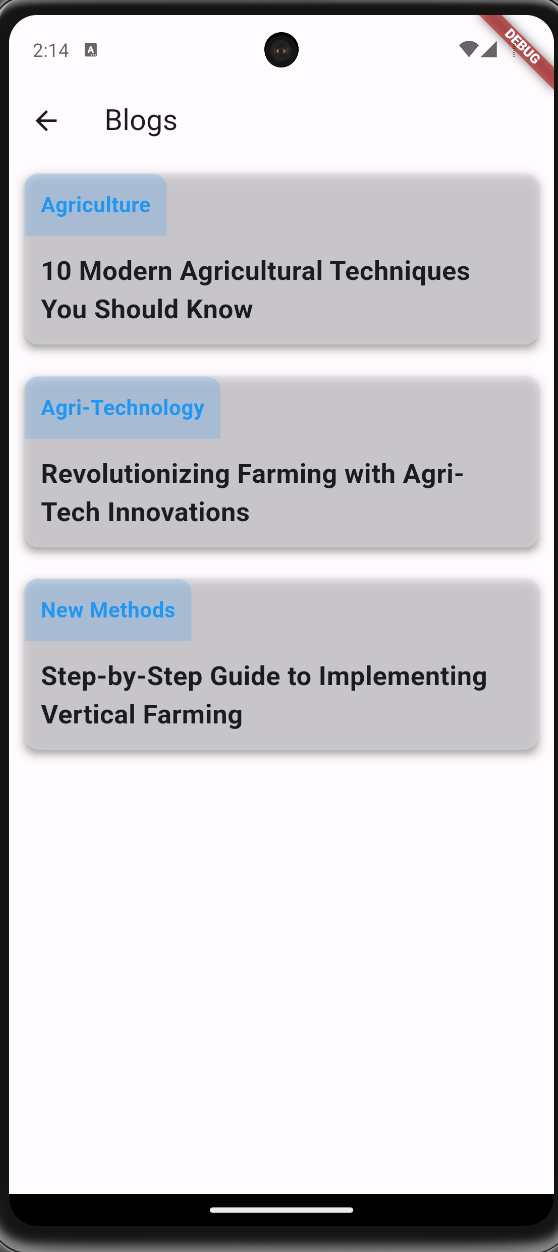 2:14
A
DEBUG
Blogs
Agriculture
10 Modern Agricultural Techniques
You Should Know
Agri-Technology
Revolutionizing Farming with Agri-
Tech Innovations
New Methods
Step-by-Step Guide to Implementing
Vertical Farming